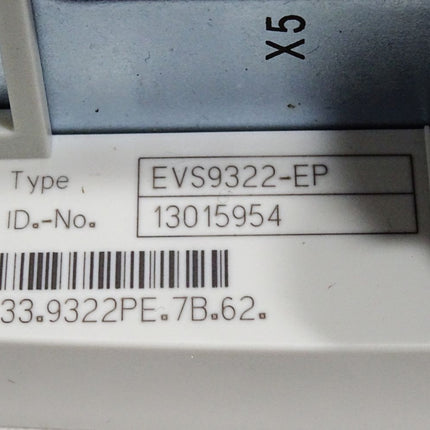 X5
Type EVS9322-EP
ID.-No. 13015954
33.9322PE.7B.62.